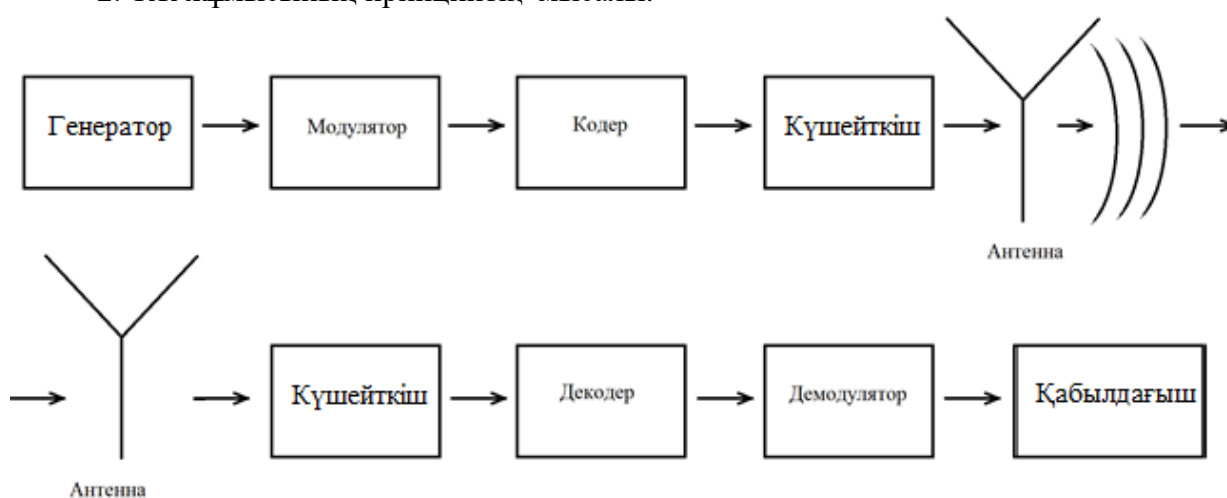 Генератор
Модулятор
Кодер
Күшейткіш
Антенна
Антенна
Күшейткіш
Декодер
Демодулятор
Қабылдағыш